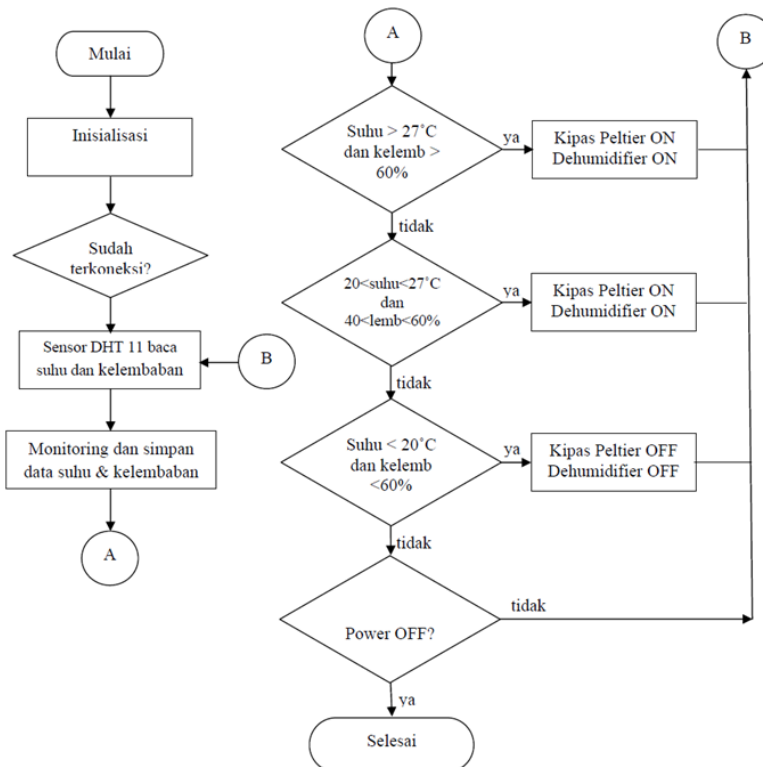 Mulai
Inisialisasi
Sudah
terkoneksi?
Sensor DHT 11 baca
suhu dan kelembaban
B
Monitoring dan simpan
data suhu & kelembaban
A
A
Suhu > 27˚C
dan kelemb >
60%
ya
Kipas Peltier ON
Dehumidifier ON
tidak
20<suhu<27˚C
dan
40<lemb<60%
ya
Kipas Peltier ON
Dehumidifier ON
tidak
Suhu < 20˚C
dan kelemb
<60%
ya
Kipas Peltier OFF
Dehumidifier OFF
tidak
Power OFF?
tidak
ya
Selesai
B